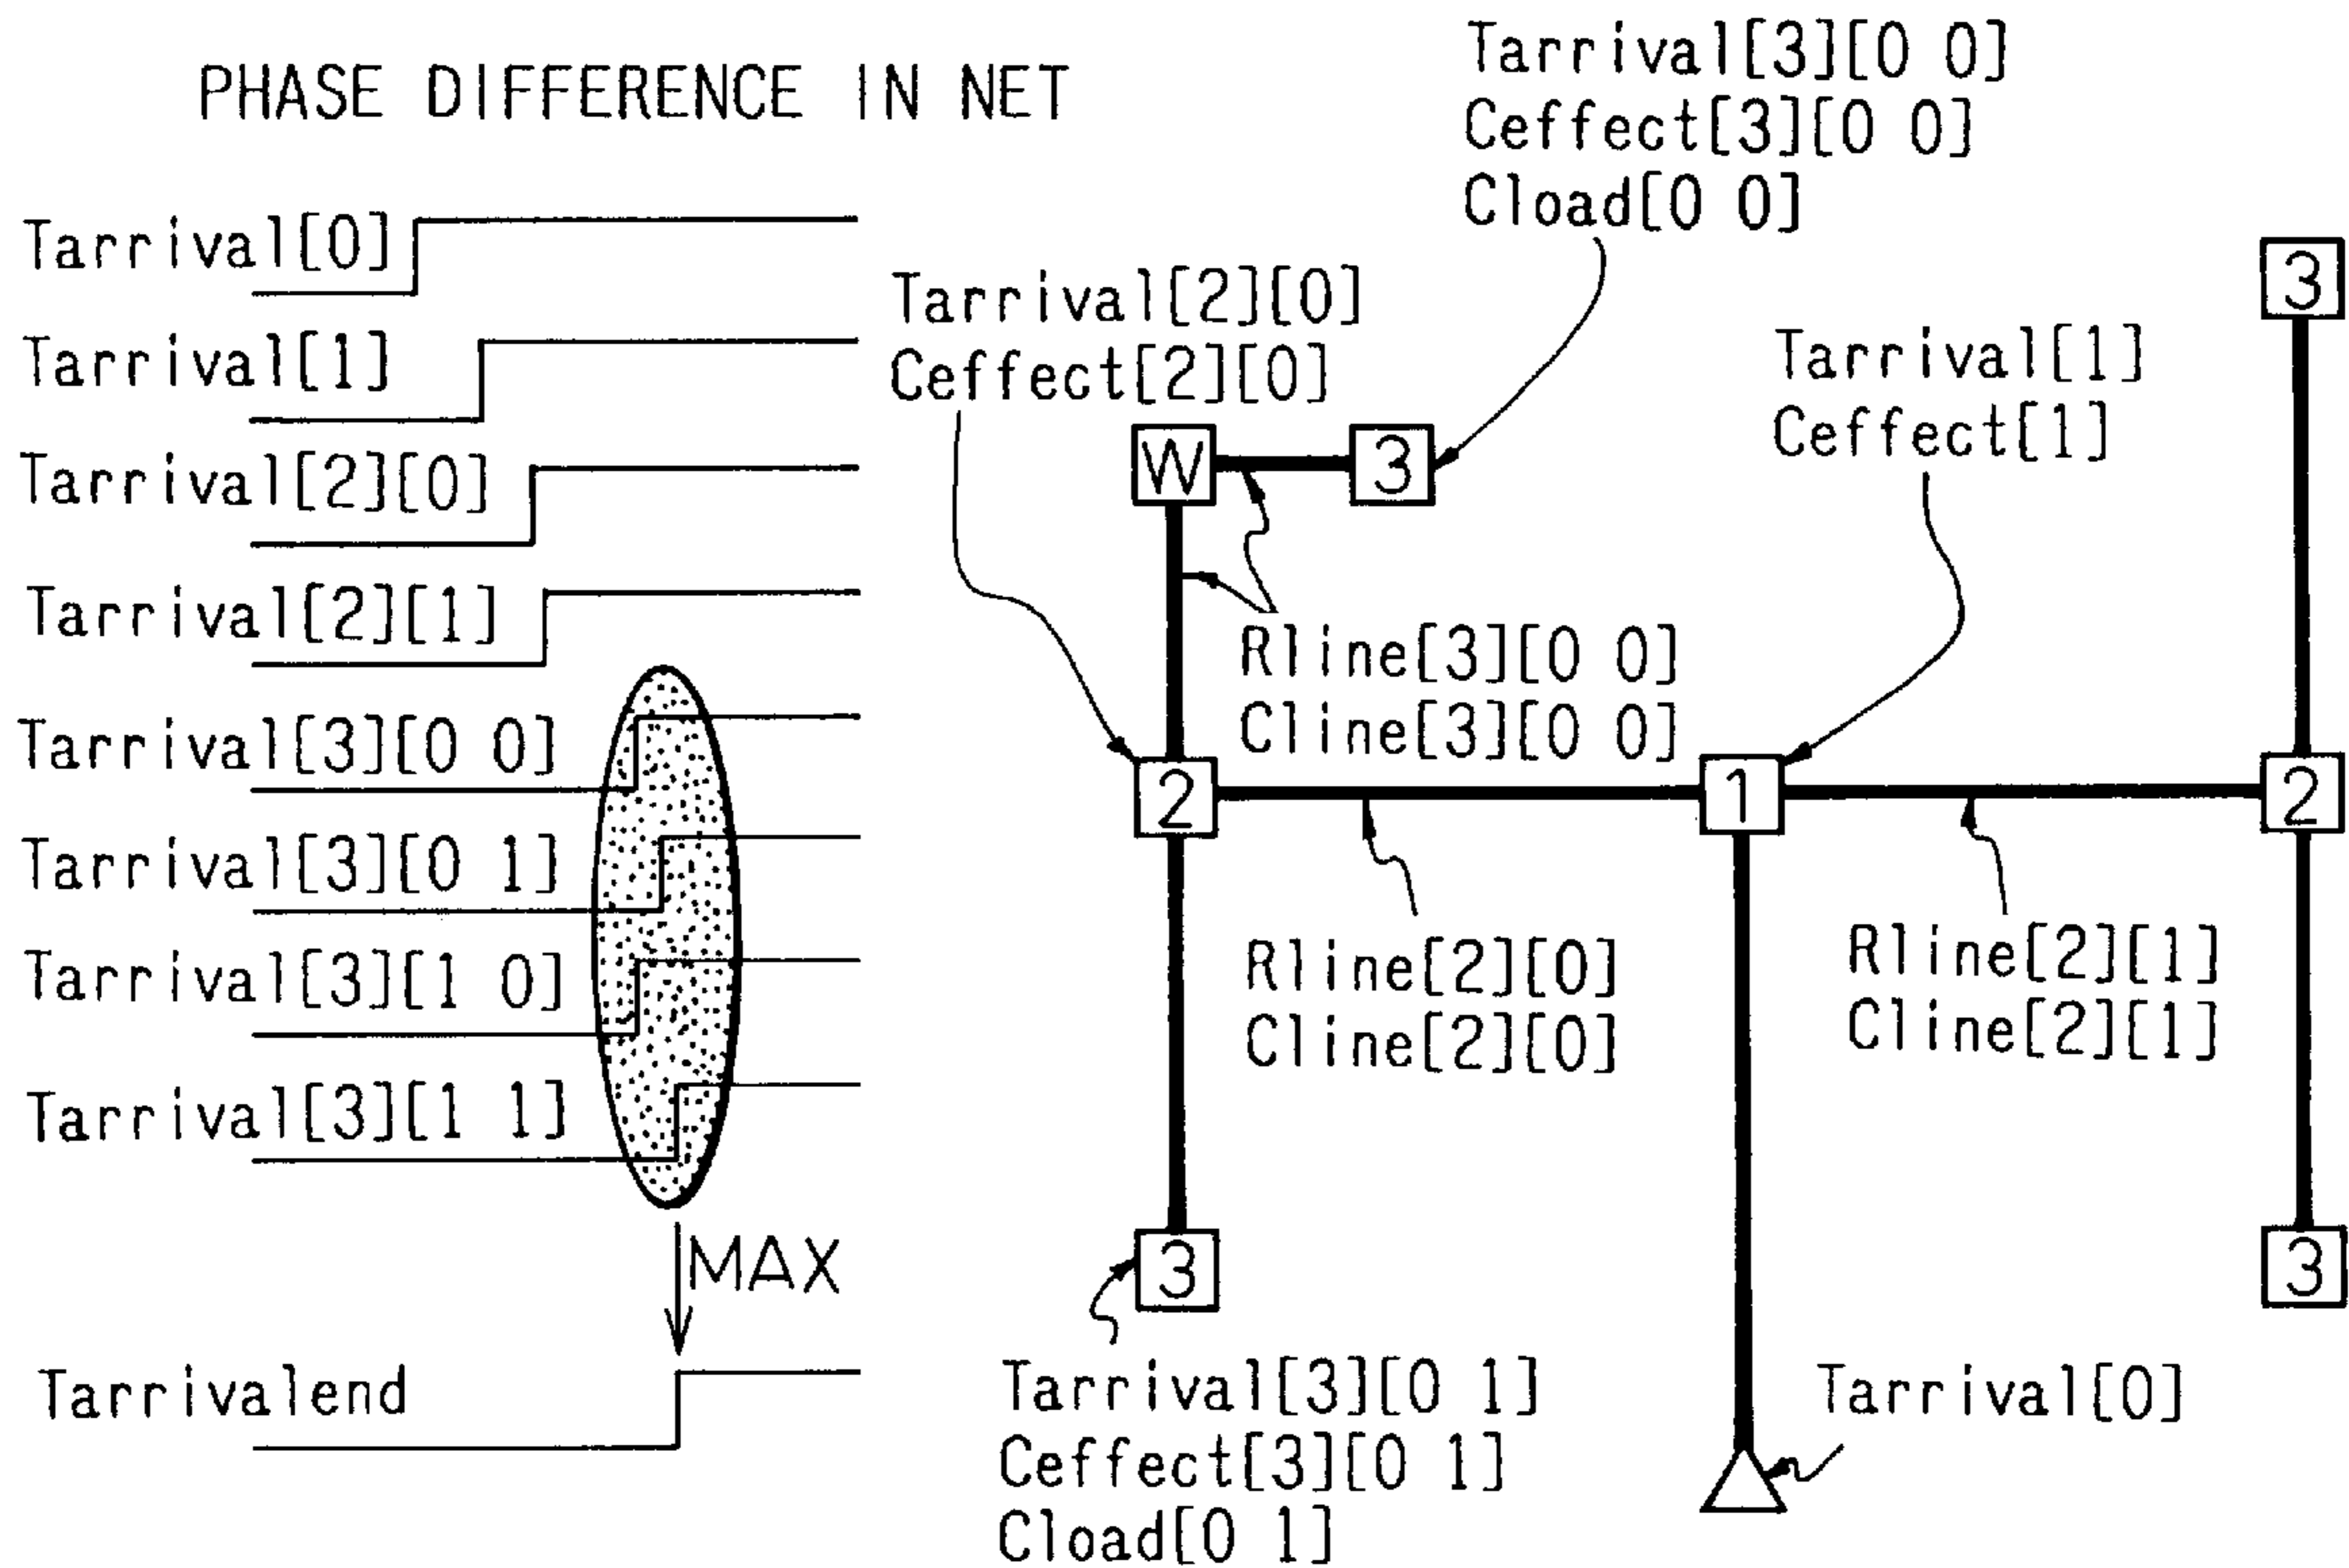 PHASE DIFFERENCE IN NET
Tarrival[0]
Tarrival[1]
Tarrival[2][0]
Tarrival[2][1]
Tarrival[3][0 0]
Tarrival[3][0 1]
Tarrival[3][1 0]
Tarrival[3][1 1]
MAX
Tarrivalend
Tarrival[3][0 0]
Ceffect[3][0 0]
Cload[0 0]
Tarrival[2][0]
Ceffect[2][0]
Tarrival[1]
Ceffect[1]
3
W
3
Rline[3][0 0]
Cline[3][0 0]
2
1
2
Rline[2][0]
Cline[2][0]
Rline[2][1]
Cline[2][1]
3
3
Tarrival[3][0 1]
Ceffect[3][0 1]
Cload[0 1]
Tarrival[0]